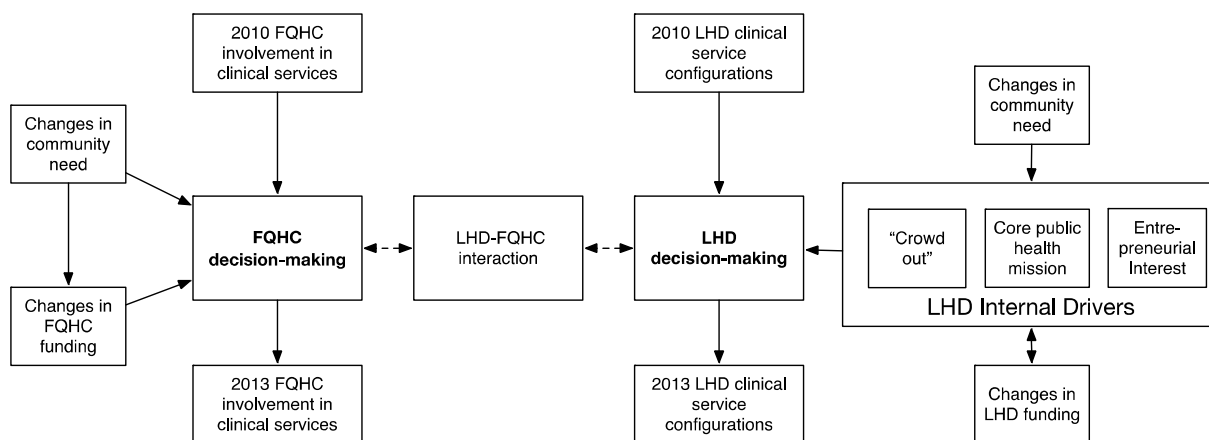 2010 FQHC
involvement in
clinical services
2010 LHD clinical
service
configurations
Changes in
community
need
Changes in
community
need
FQHC
decision-making
LHD-FQHC
interaction
LHD
decision-making
“Crowd
out”
Core public
health
mission
Entre-
preneurial
Interest
LHD Internal Drivers
Changes in
FQHC
funding
2013 FQHC
involvement in
clinical services
2013 LHD clinical
service
configurations
Changes in
LHD funding